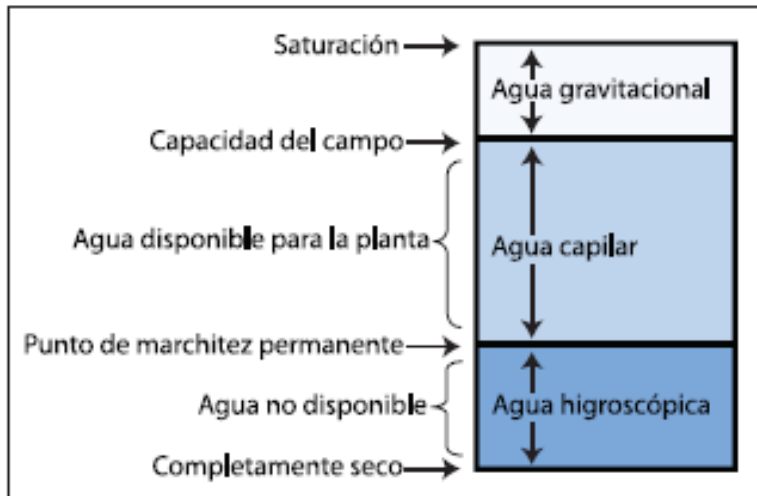 Saturación
Agua gravitacional
Capacidad del campo
Agua disponible para la planta
Agua capilar
Punto de marchitez permanente
Agua no disponible
Agua higroscópica
Completamente seco